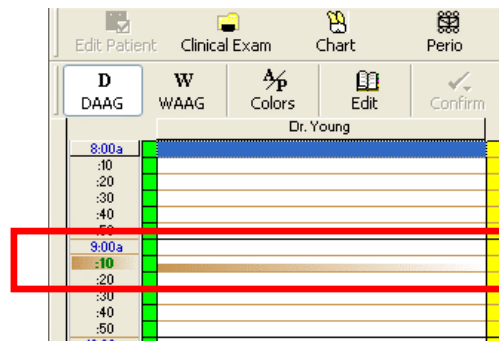 Edit Patient Clinical Exam Chart Perio
D W A/P
DAAG WAAG Colors Edit Confirm
Dr. Young
8:00a
:10
:20
:30
:40
:50
9:00a
:10
:20
:30
:40
:50